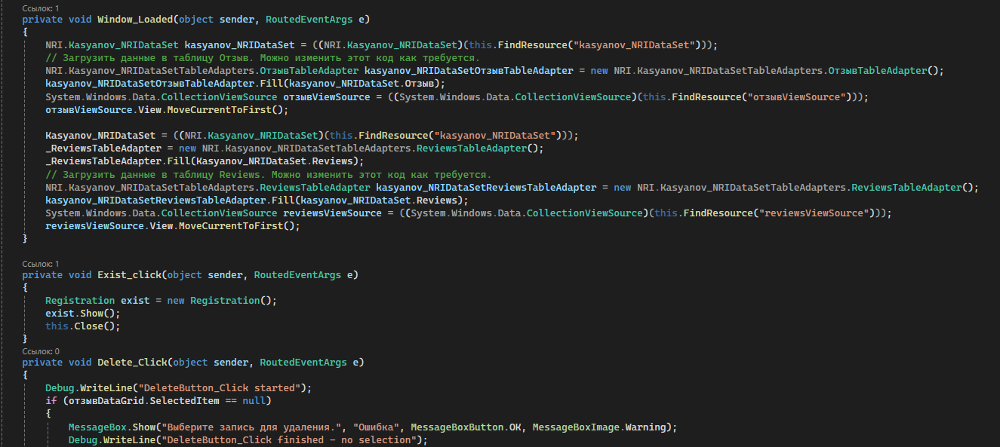 Ссылок: 1
private void Window_Loaded(object sender, RoutedEventArgs e)
{
NRI.Kasyanov_NRIDataSet kasyanov_NRIDataSet = ((NRI.Kasyanov_NRIDataSet)(this.FindResource("kasyanov_NRIDataSet")));
// Загрузить данные в таблицу Отзыв. Можно изменить этот код как требуется.
NRI.Kasyanov_NRIDataSetTableAdapters.ОтзывTableAdapter kasyanov_NRIDataSetОтзывTableAdapter = new NRI.Kasyanov_NRIDataSetTableAdapters.ОтзывTableAdapter();
kasyanov_NRIDataSetОтзывTableAdapter.Fill(kasyanov_NRIDataSet.Отзыв);
System.Windows.Data.CollectionViewSource отзывViewSource = ((System.Windows.Data.CollectionViewSource)(this.FindResource("отзывViewSource")));
отзывViewSource.View.MoveCurrentToFirst();
Kasyanov_NRIDataSet = ((NRI.Kasyanov_NRIDataSet)(this.FindResource("kasyanov_NRIDataSet")));
_ReviewsTableAdapter = new NRI.Kasyanov_NRIDataSetTableAdapters.ReviewsTableAdapter();
_ReviewsTableAdapter.Fill(Kasyanov_NRIDataSet.Reviews);
// Загрузить данные в таблицу Reviews. Можно изменить этот код как требуется.
NRI.Kasyanov_NRIDataSetTableAdapters.ReviewsTableAdapter kasyanov_NRIDataSetReviewsTableAdapter = new NRI.Kasyanov_NRIDataSetTableAdapters.ReviewsTableAdapter();
kasyanov_NRIDataSetReviewsTableAdapter.Fill(kasyanov_NRIDataSet.Reviews);
System.Windows.Data.CollectionViewSource reviewsViewSource = ((System.Windows.Data.CollectionViewSource)(this.FindResource("reviewsViewSource")));
reviewsViewSource.View.MoveCurrentToFirst();
}
Ссылок: 1
private void Exist_click(object sender, RoutedEventArgs e)
{
Registration exist = new Registration();
exist.Show();
this.Close();
}
Ссылок: 0
private void Delete_Click(object sender, RoutedEventArgs e)
{
Debug.WriteLine("DeleteButton_Click started");
if (отзывDataGrid.SelectedItem == null)
{
MessageBox.Show("Выберите запись для удаления.", "Ошибка", MessageBoxButton.OK, MessageBoxImage.Warning);
Debug.WriteLine("DeleteButton_Click finished - no selection");